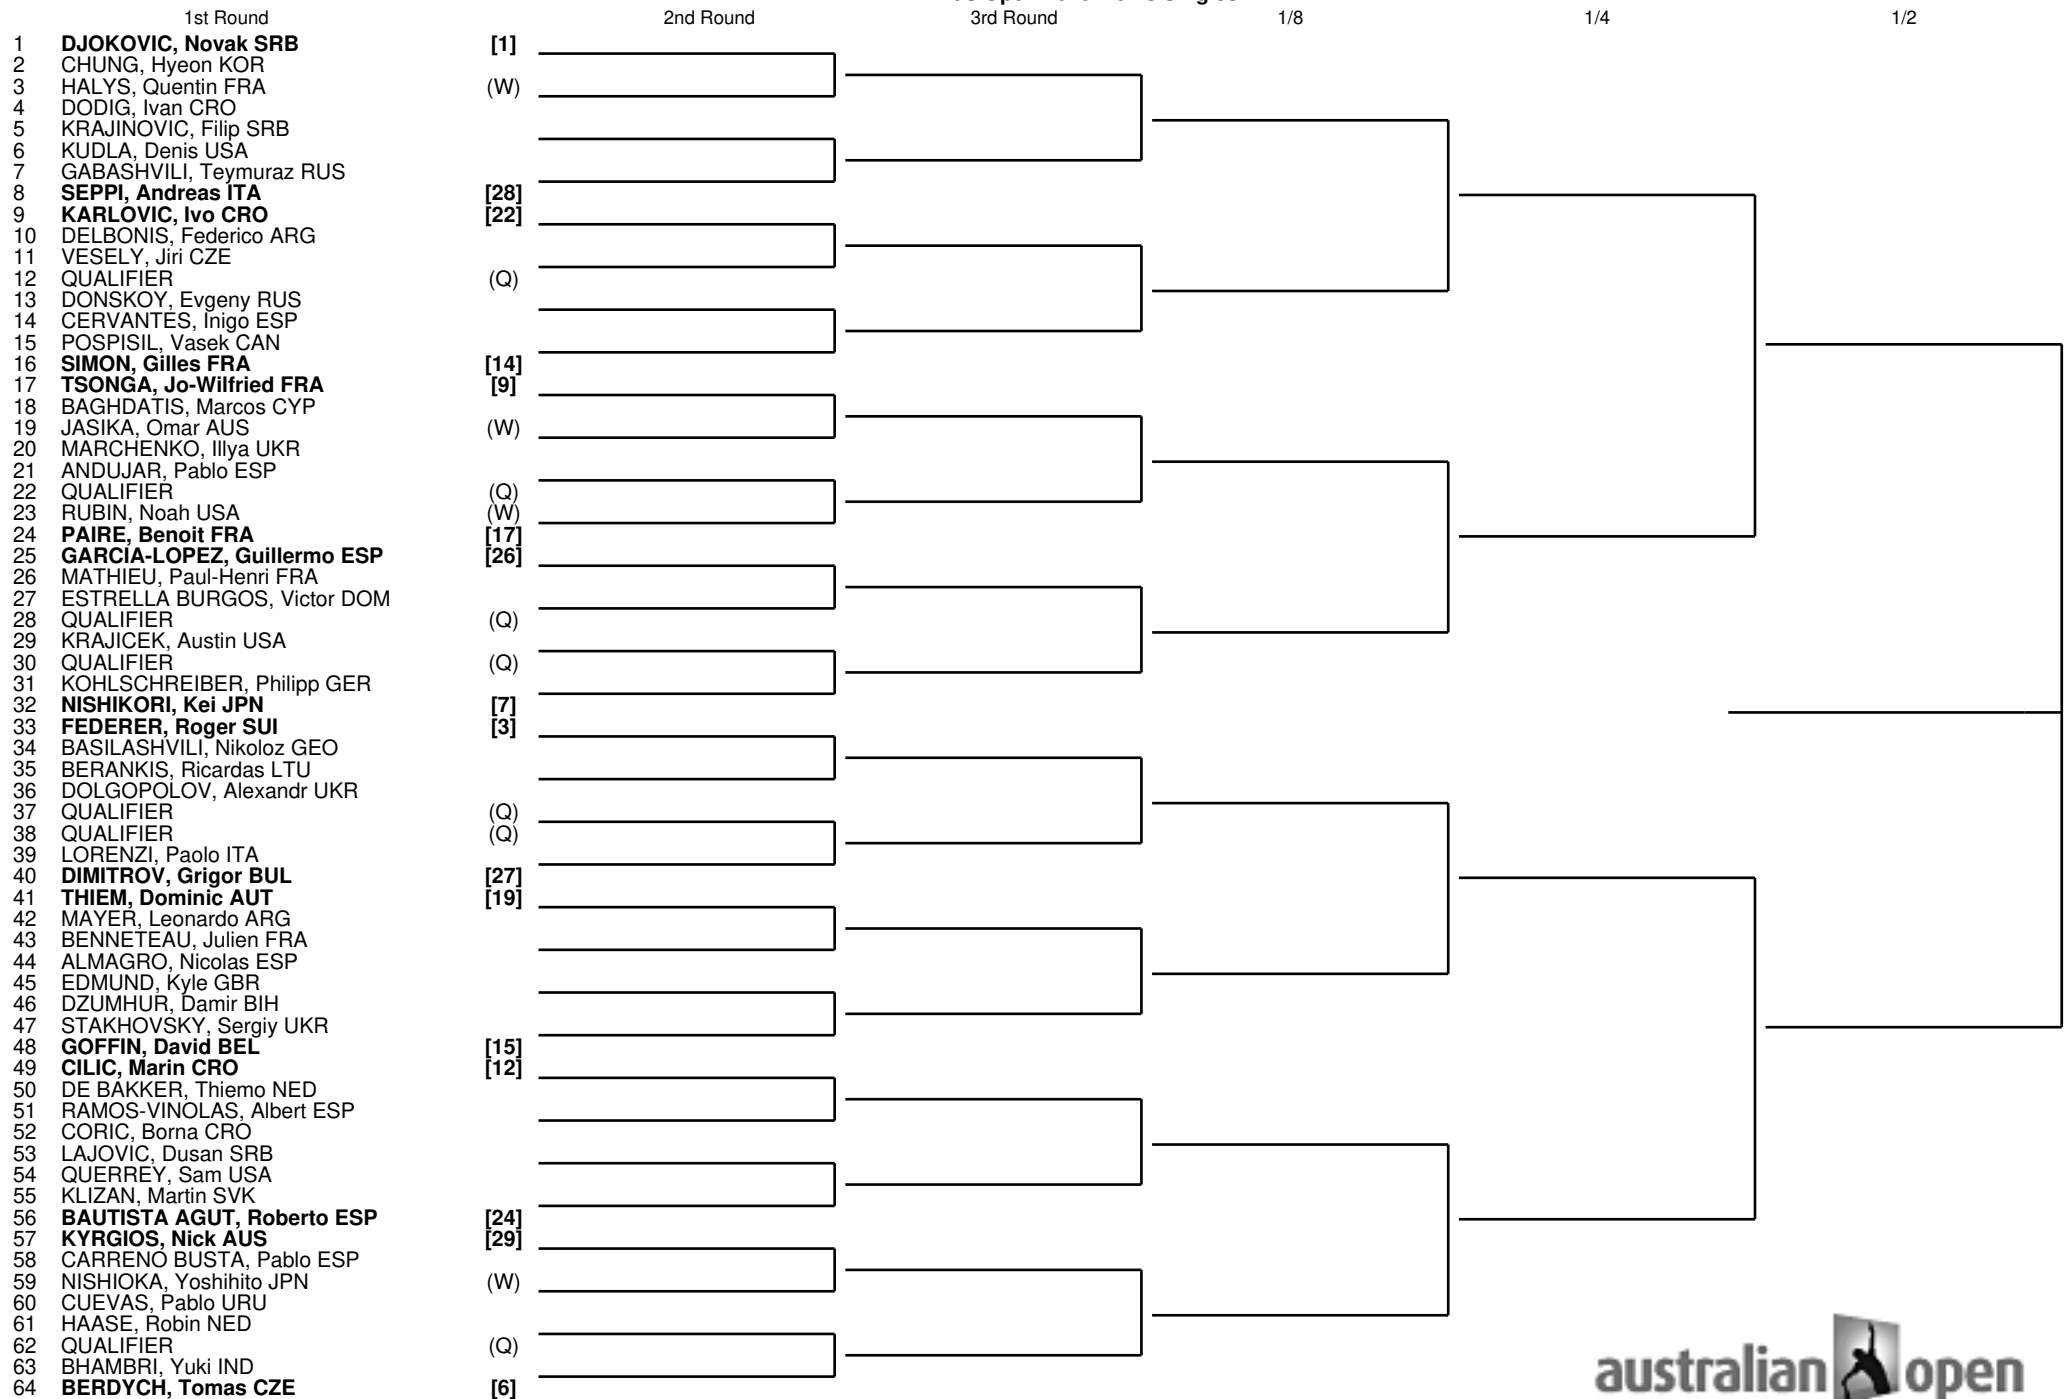 1st Round 2nd Round 3rd Round 1/8 1/4 1/2
1 DJOKOVIC, Novak SRB [1]
2 CHUNG, Hyeon KOR
3 HALYS, Quentin FRA (W)
4 DODIG, Ivan CRO
5 KRAJINOVIC, Filip SRB
6 KUDLA, Denis USA
7 GABASHVILI, Teymuraz RUS
8 SEPPI, Andreas ITA [28]
9 KARLOVIC, Ivo CRO [22]
10 DELBONIS, Federico ARG
11 VESELY, Jiri CZE
12 QUALIFIER (Q)
13 DONSKOY, Evgeny RUS
14 CERVANTES, Inigo ESP
15 POSPISIL, Vasek CAN
16 SIMON, Gilles FRA [14]
17 TSONGA, Jo-Wilfried FRA [9]
18 BAGHDATIS, Marcos CYP
19 JASIKA, Omar AUS (W)
20 MARCHENKO, Illya UKR
21 ANDUJAR, Pablo ESP
22 QUALIFIER (Q)
23 RUBIN, Noah USA (W)
24 PAIRE, Benoit FRA [17]
25 GARCIA-LOPEZ, Guillermo ESP [26]
26 MATHIEU, Paul-Henri FRA
27 ESTRELLA BURGOS, Victor DOM
28 QUALIFIER (Q)
29 KRAJICEK, Austin USA
30 QUALIFIER (Q)
31 KOHLSCHREIBER, Philipp GER
32 NISHIKORI, Kei JPN [7]
33 FEDERER, Roger SUI [3]
34 BASILASHVILI, Nikoloz GEO
35 BERANKIS, Ricardas LTU
36 DOLGOPOLOV, Alexandr UKR
37 QUALIFIER (Q)
38 QUALIFIER (Q)
39 LORENZI, Paolo ITA
40 DIMITROV, Grigor BUL [27]
41 THIEM, Dominic AUT [19]
42 MAYER, Leonardo ARG
43 BENNETEAU, Julien FRA
44 ALMAGRO, Nicolas ESP
45 EDMUND, Kyle GBR
46 DZUMHUR, Damir BIH
47 STAKHOVSKY, Sergiy UKR
48 GOFFIN, David BEL [15]
49 CILIC, Marin CRO [12]
50 DE BAKKER, Thiemo NED
51 RAMOS-VINOLAS, Albert ESP
52 CORIC, Borna CRO
53 LAJOVIC, Dusan SRB
54 QUERREY, Sam USA
55 KLIZAN, Martin SVK
56 BAUTISTA AGUT, Roberto ESP [24]
57 KYRGIOS, Nick AUS [29]
58 CARRENO BUSTA, Pablo ESP
59 NISHIOKA, Yoshihito JPN (W)
60 CUEVAS, Pablo URU
61 HAASE, Robin NED
62 QUALIFIER (Q)
63 BHAMBRI, Yuki IND
64 BERDYCH, Tomas CZE [6]
australian open